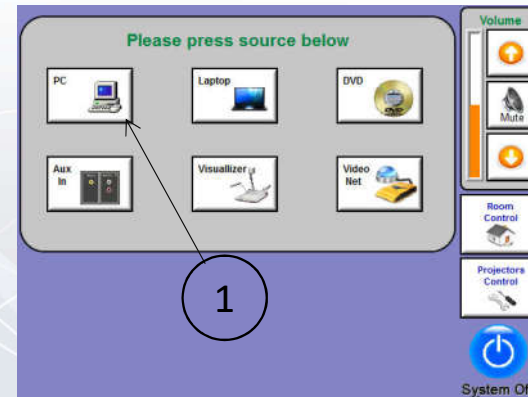 Please press source below
PC
Laptop
DVD
Aux
In
Visuallizer
Video
Net
1
Volume
Mute
Room
Control
Projectors
Control
System Of